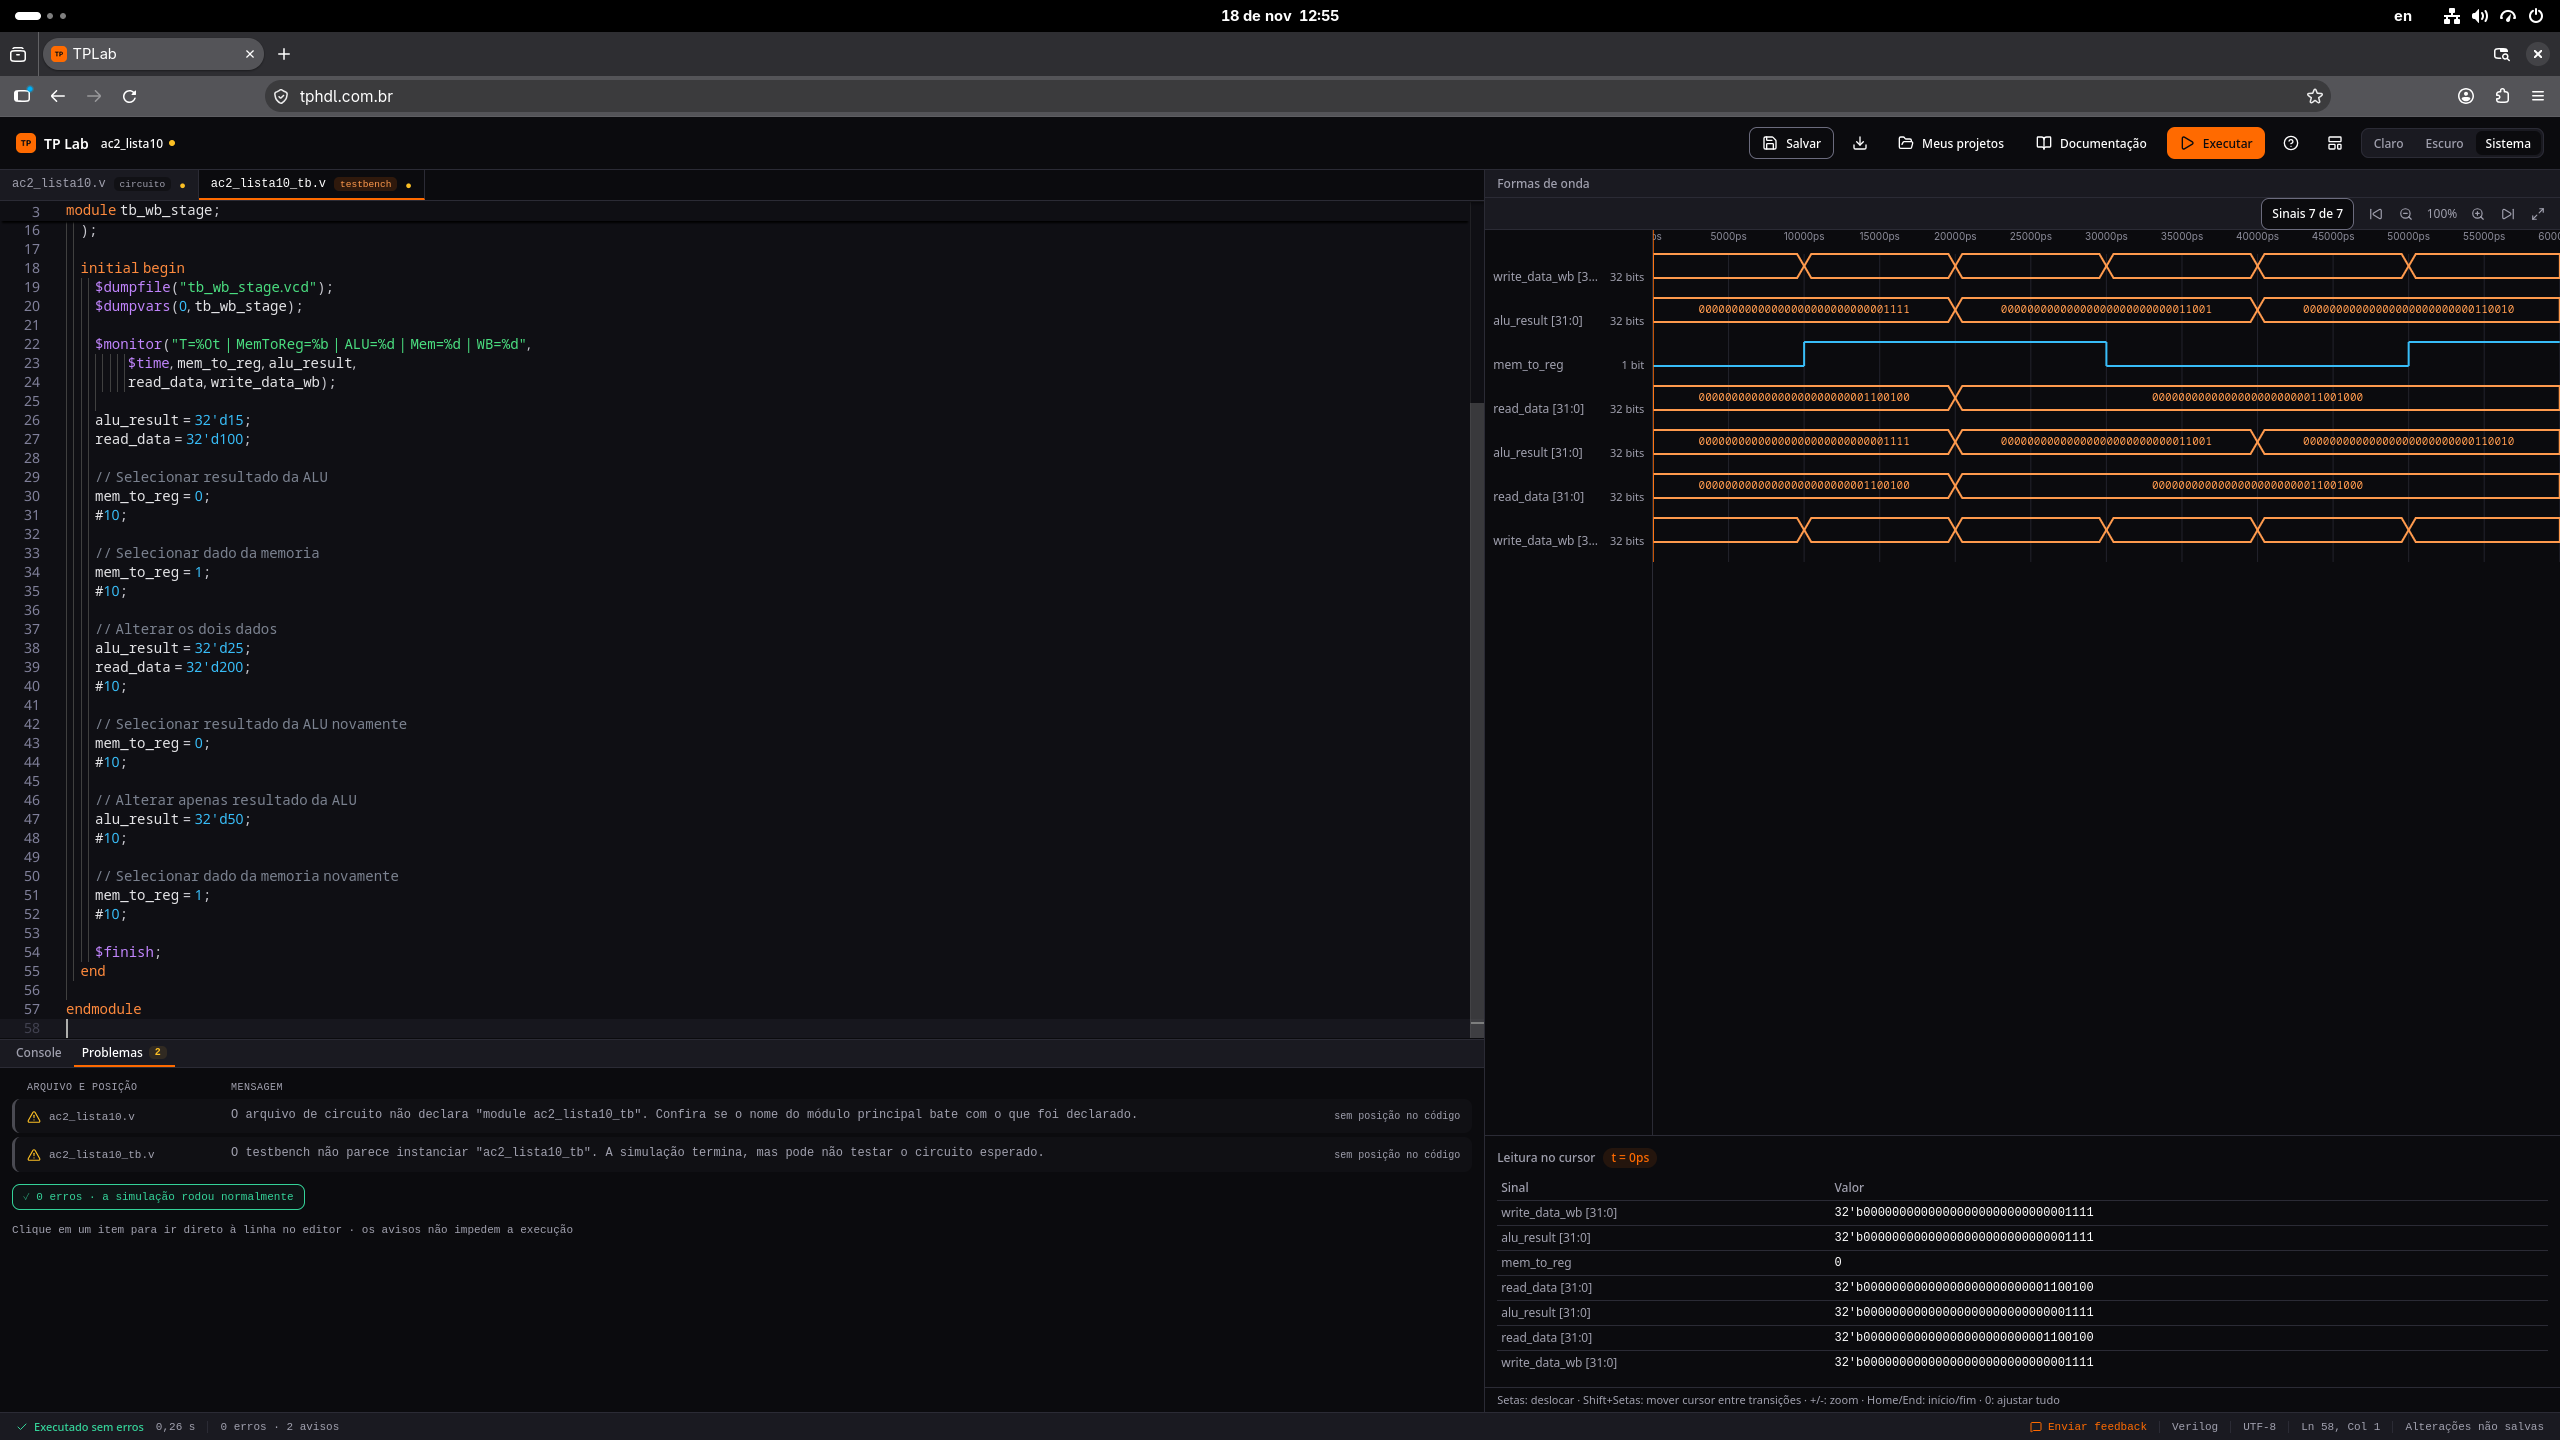 18 de nov 12:55
en
TP TPLab
tphdl.com.br
TP TP Lab ac2_lista10
Salvar
Meus projetos
Documentação
Executar
Claro
Escuro
Sistema
ac2_lista10.v circuito
ac2_lista10_tb.v testbench
3 module tb_wb_stage;
16 );
17
18 initial begin
19 $dumpfile("tb_wb_stage.vcd");
20 $dumpvars(0, tb_wb_stage);
21
22 $monitor("T=%0t | MemToReg=%b | ALU=%d | Mem=%d | WB=%d",
23 $time, mem_to_reg, alu_result,
24 read_data, write_data_wb);
25
26 alu_result = 32'd15;
27 read_data = 32'd100;
28
29 // Selecionar resultado da ALU
30 mem_to_reg = 0;
31 #10;
32
33 // Selecionar dado da memoria
34 mem_to_reg = 1;
35 #10;
36
37 // Alterar os dois dados
38 alu_result = 32'd25;
39 read_data = 32'd200;
40 #10;
41
42 // Selecionar resultado da ALU novamente
43 mem_to_reg = 0;
44 #10;
45
46 // Alterar apenas resultado da ALU
47 alu_result = 32'd50;
48 #10;
49
50 // Selecionar dado da memoria novamente
51 mem_to_reg = 1;
52 #10;
53
54 $finish;
55 end
56
57 endmodule
58
Console
Problemas 2
ARQUIVO E POSIÇÃO MENSAGEM
ac2_lista10.v O arquivo de circuito não declara "module ac2_lista10_tb". Confira se o nome do módulo principal bate com o que foi declarado. sem posição no código
ac2_lista10_tb.v O testbench não parece instanciar "ac2_lista10_tb". A simulação termina, mas pode não testar o circuito esperado. sem posição no código
✓ 0 erros · a simulação rodou normalmente
Clique em um item para ir direto à linha no editor · os avisos não impedem a execução
Formas de onda
Sinais 7 de 7
100%
5000ps 10000ps 15000ps 20000ps 25000ps 30000ps 35000ps 40000ps 45000ps 50000ps 55000ps
write_data_wb [3... 32 bits
alu_result [31:0] 32 bits 00000000000000000000000000001111 00000000000000000000000000011001 00000000000000000000000000110010
mem_to_reg 1 bit
read_data [31:0] 32 bits 00000000000000000000000001100100 00000000000000000000000011001000
alu_result [31:0] 32 bits 00000000000000000000000000001111 00000000000000000000000000011001 00000000000000000000000000110010
read_data [31:0] 32 bits 00000000000000000000000001100100 00000000000000000000000011001000
write_data_wb [3... 32 bits
Leitura no cursor t = 0ps
Sinal Valor
write_data_wb [31:0] 32'b00000000000000000000000000001111
alu_result [31:0] 32'b00000000000000000000000000001111
mem_to_reg 0
read_data [31:0] 32'b00000000000000000000000001100100
alu_result [31:0] 32'b00000000000000000000000000001111
read_data [31:0] 32'b00000000000000000000000001100100
write_data_wb [31:0] 32'b00000000000000000000000000001111
Setas: deslocar · Shift+Setas: mover cursor entre transições · +/-: zoom · Home/End: início/fim · 0: ajustar tudo
✓ Executado sem erros 0,26 s 0 erros · 2 avisos
Enviar feedback Verilog UTF-8 Ln 58, Col 1 Alterações não salvas